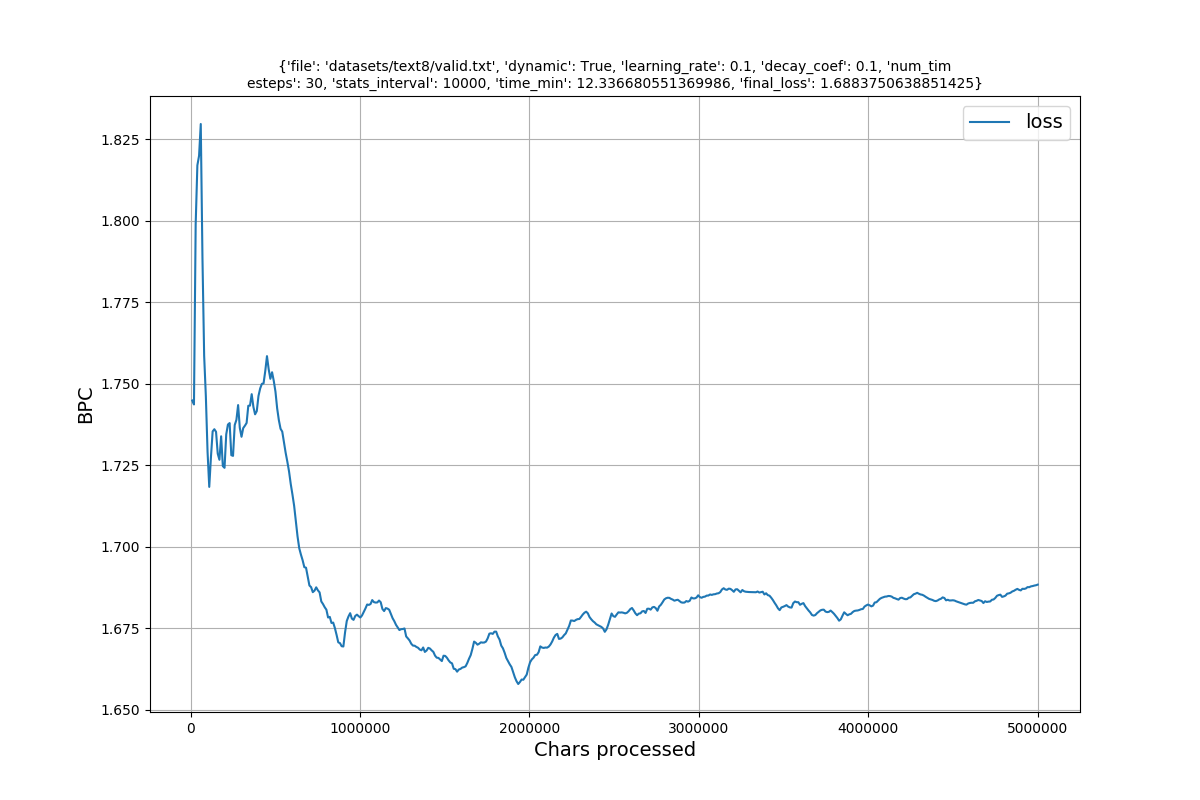 {'file': 'datasets/text8/valid.txt', 'dynamic': True, 'learning_rate': 0.1, 'decay_coef': 0.1, 'num_tim
esteps': 30, 'stats_interval': 10000, 'time_min': 12.336680551369986, 'final_loss': 1.6883750638851425}
loss
1.825
1.800
1.775
1.750
1.725
1.700
1.675
1.650
BPC
0 1000000 2000000 3000000 4000000 5000000
Chars processed